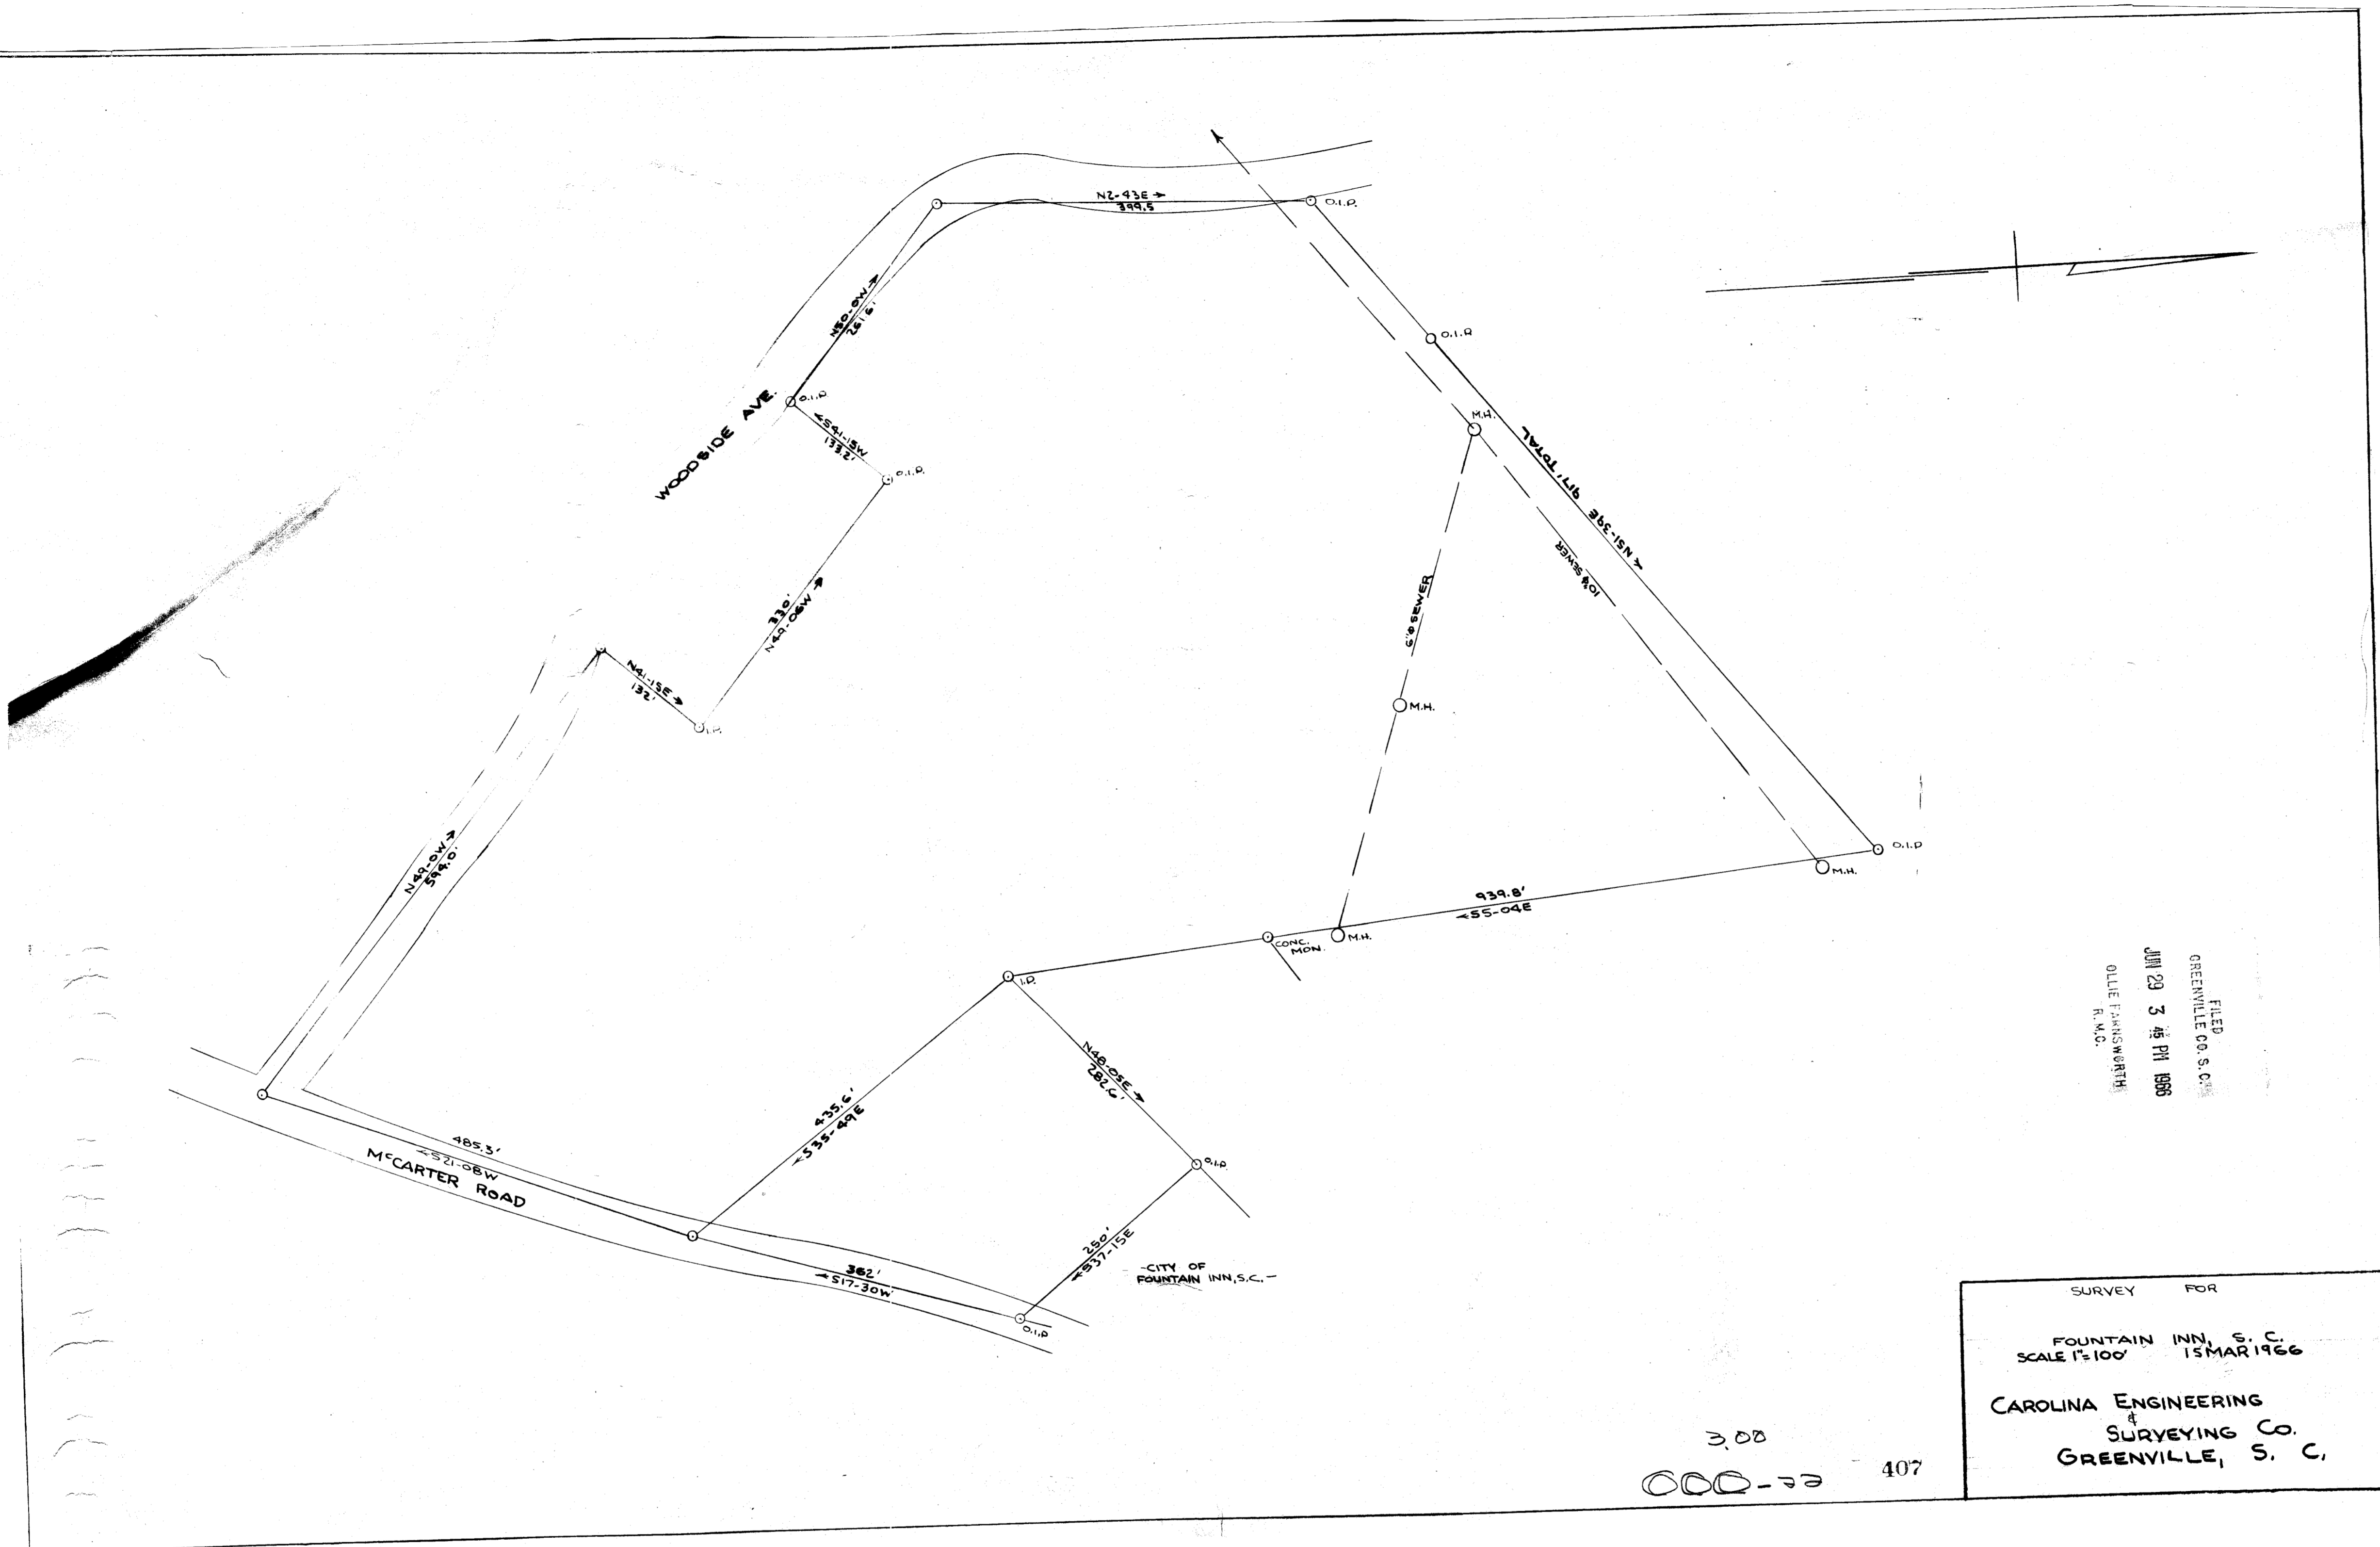 N2-43E →
399.5
O.I.P.
N50-0W →
261.6'
O.I.P.
O.I.P.
←S41-15W
133.2'
WOODSIDE AVE.
O.I.P.
M.H.
← N51-39E 917' TOTAL
10"φ SEWER
6"φ SEWER
M.H.
330'
N49-06W →
N41-15E →
132'
I.P.
N49-0W →
594.0'
O.I.P
M.H.
939.8'
←S5-04E
CONC.
MON.
M.H.
I.P.
N48-05E →
282.6'
435.6'
←S35-49E
O.I.P.
250'
←S37-15E
-CITY OF
FOUNTAIN INN, S.C.-
485.3'
←S21-08W
McCARTER ROAD
362'
←S17-30W
O.I.P
FILED
GREENVILLE CO. S. C.
JUN 29 3 45 PM 1966
OLLIE FARNSWORTH
R. M. C.
SURVEY FOR
FOUNTAIN INN, S. C.
SCALE 1"=100' 15 MAR 1966
CAROLINA ENGINEERING
&
SURVEYING CO.
GREENVILLE, S. C.
3.00
OOO-22
407